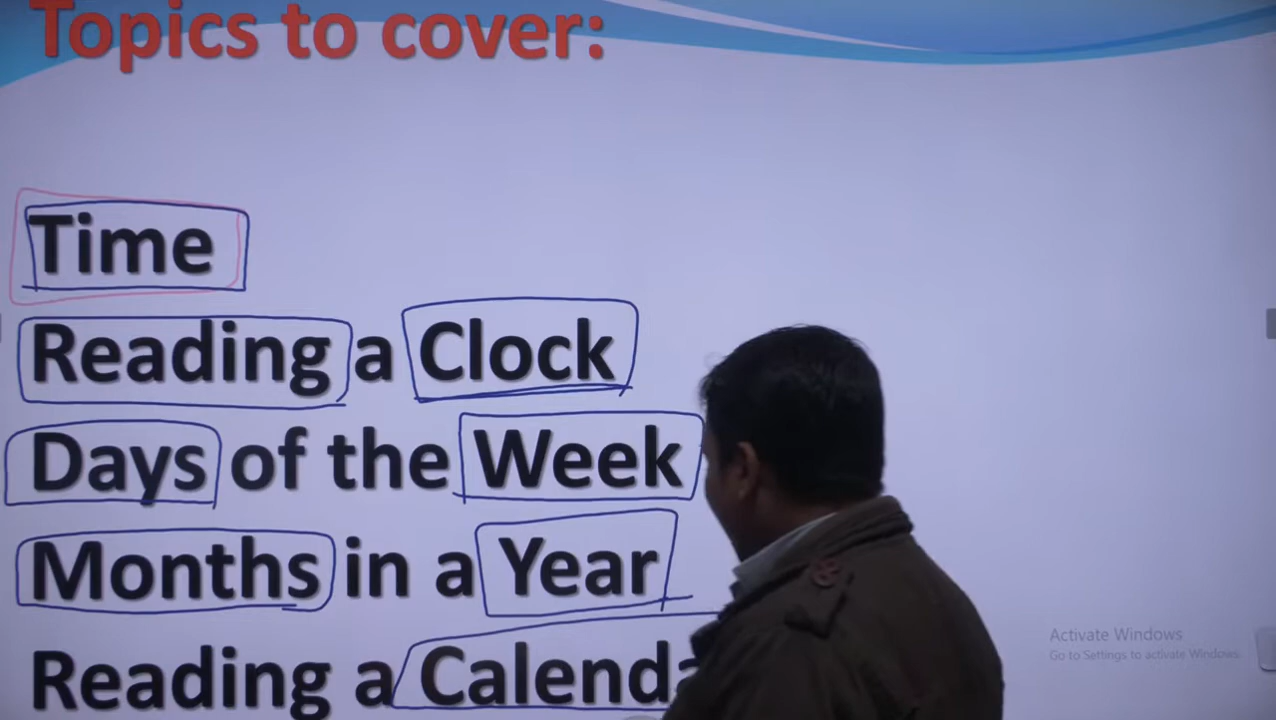 Topics to cover:
Time
Reading a Clock
Days of the Week
Months in a Year
Reading a Calenda
Activate Windows
Go to Settings to activate Windows.